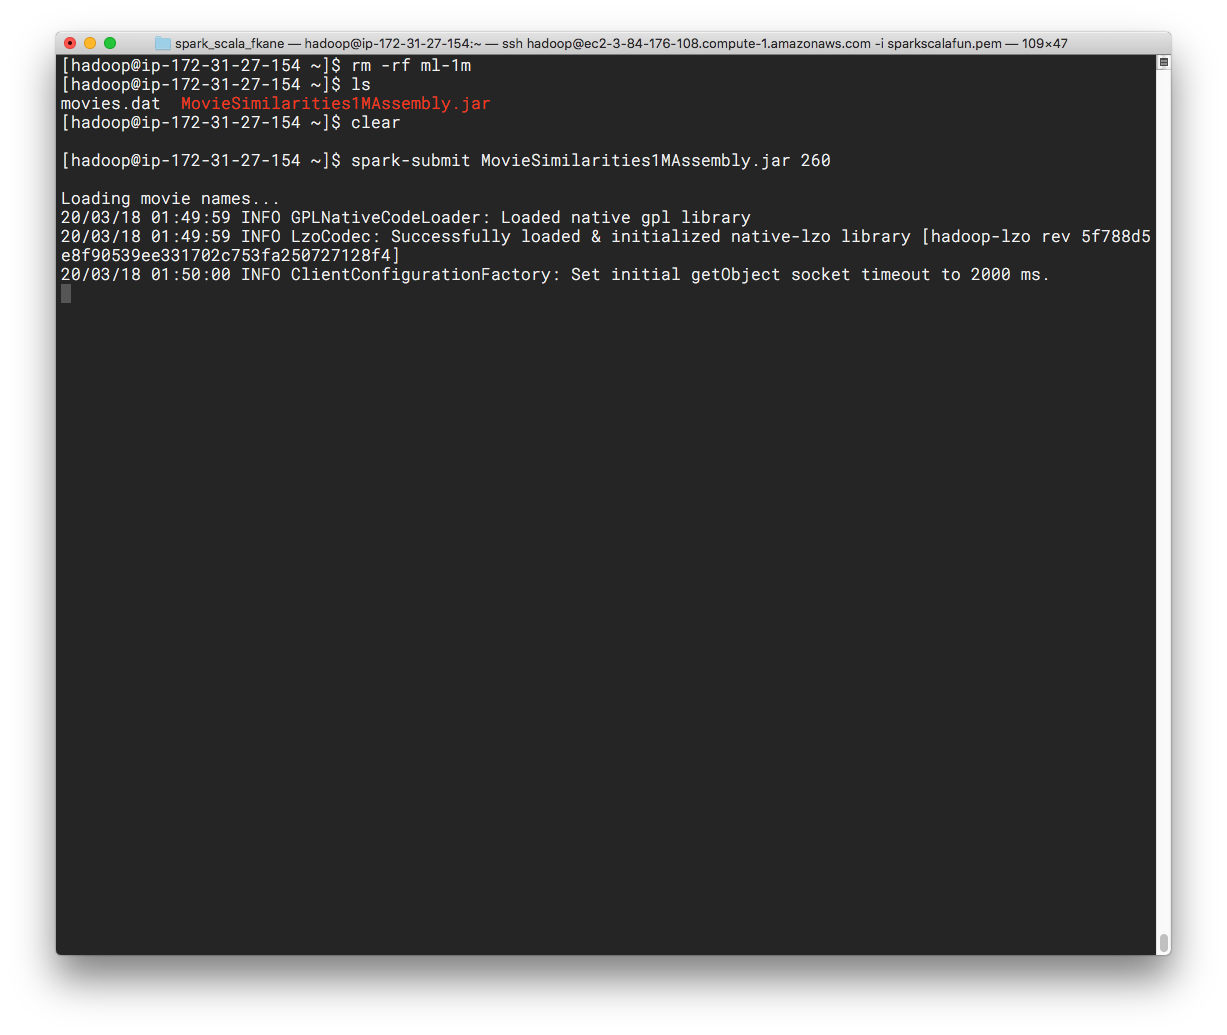 spark_scala_fkane — hadoop@ip-172-31-27-154:~ — ssh hadoop@ec2-3-84-176-108.compute-1.amazonaws.com -i sparkscalafun.pem — 109×47
[hadoop@ip-172-31-27-154 ~]$ rm -rf ml-1m
[hadoop@ip-172-31-27-154 ~]$ ls
movies.dat  MovieSimilarities1MAssembly.jar
[hadoop@ip-172-31-27-154 ~]$ clear
[hadoop@ip-172-31-27-154 ~]$ spark-submit MovieSimilarities1MAssembly.jar 260
Loading movie names...
20/03/18 01:49:59 INFO GPLNativeCodeLoader: Loaded native gpl library
20/03/18 01:49:59 INFO LzoCodec: Successfully loaded & initialized native-lzo library [hadoop-lzo rev 5f788d5
e8f90539ee331702c753fa250727128f4]
20/03/18 01:50:00 INFO ClientConfigurationFactory: Set initial getObject socket timeout to 2000 ms.